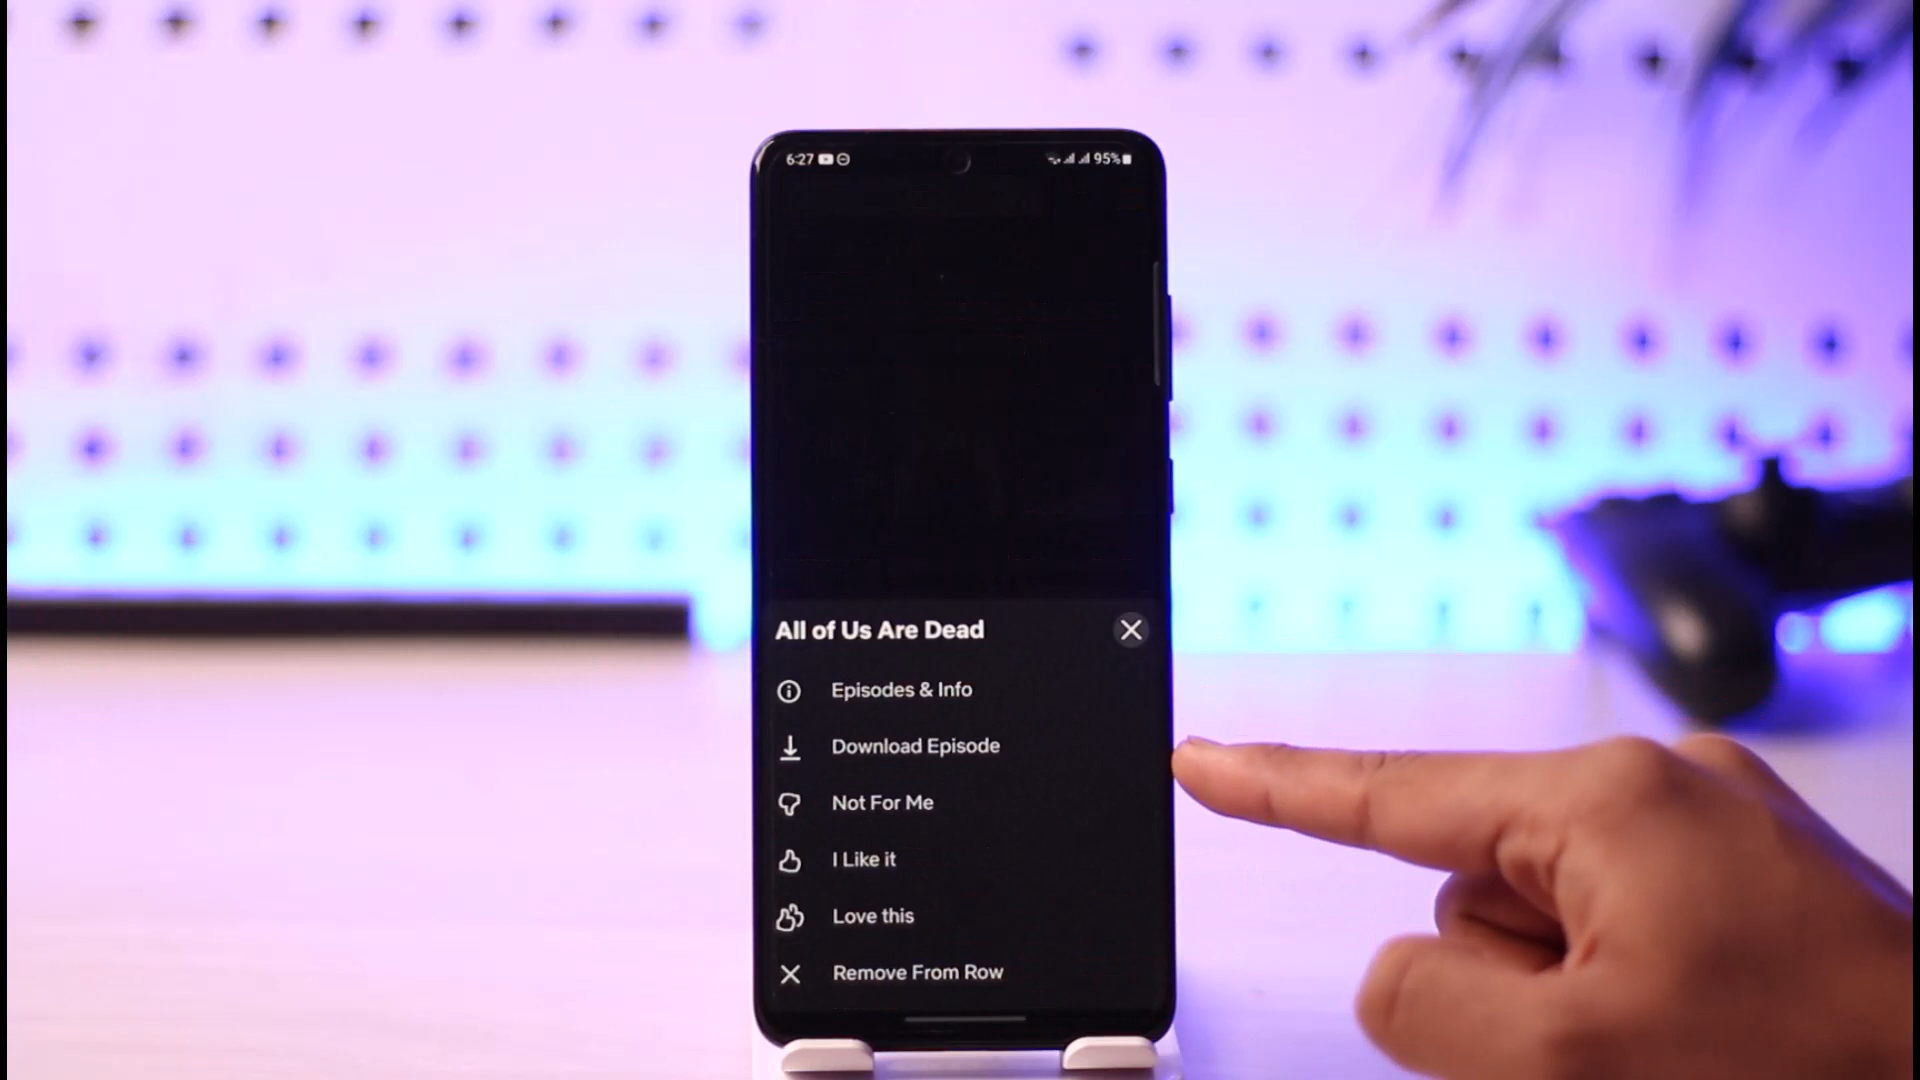 6:27 95%
All of Us Are Dead
Episodes & Info
Download Episode
Not For Me
I Like it
Love this
Remove From Row